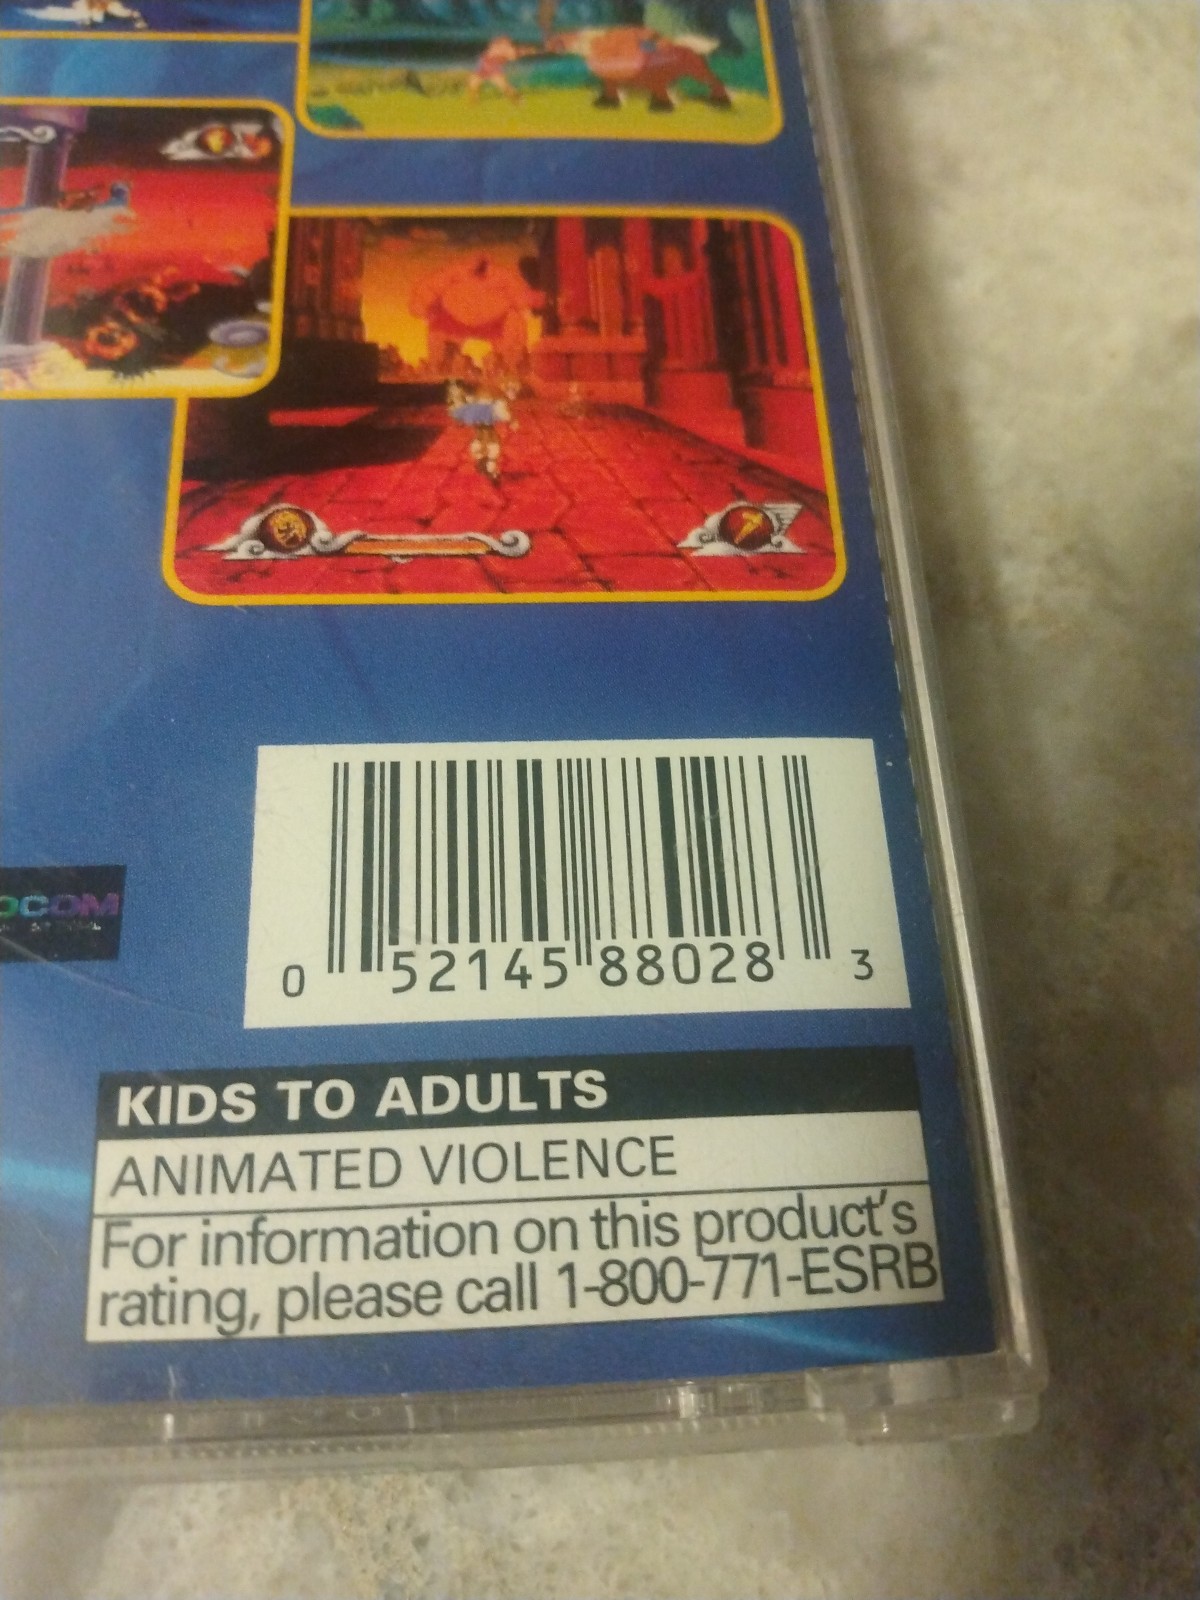 OCOM
0 52145 88028 3
KIDS TO ADULTS
ANIMATED VIOLENCE
For information on this product's
rating, please call 1-800-771-ESRB